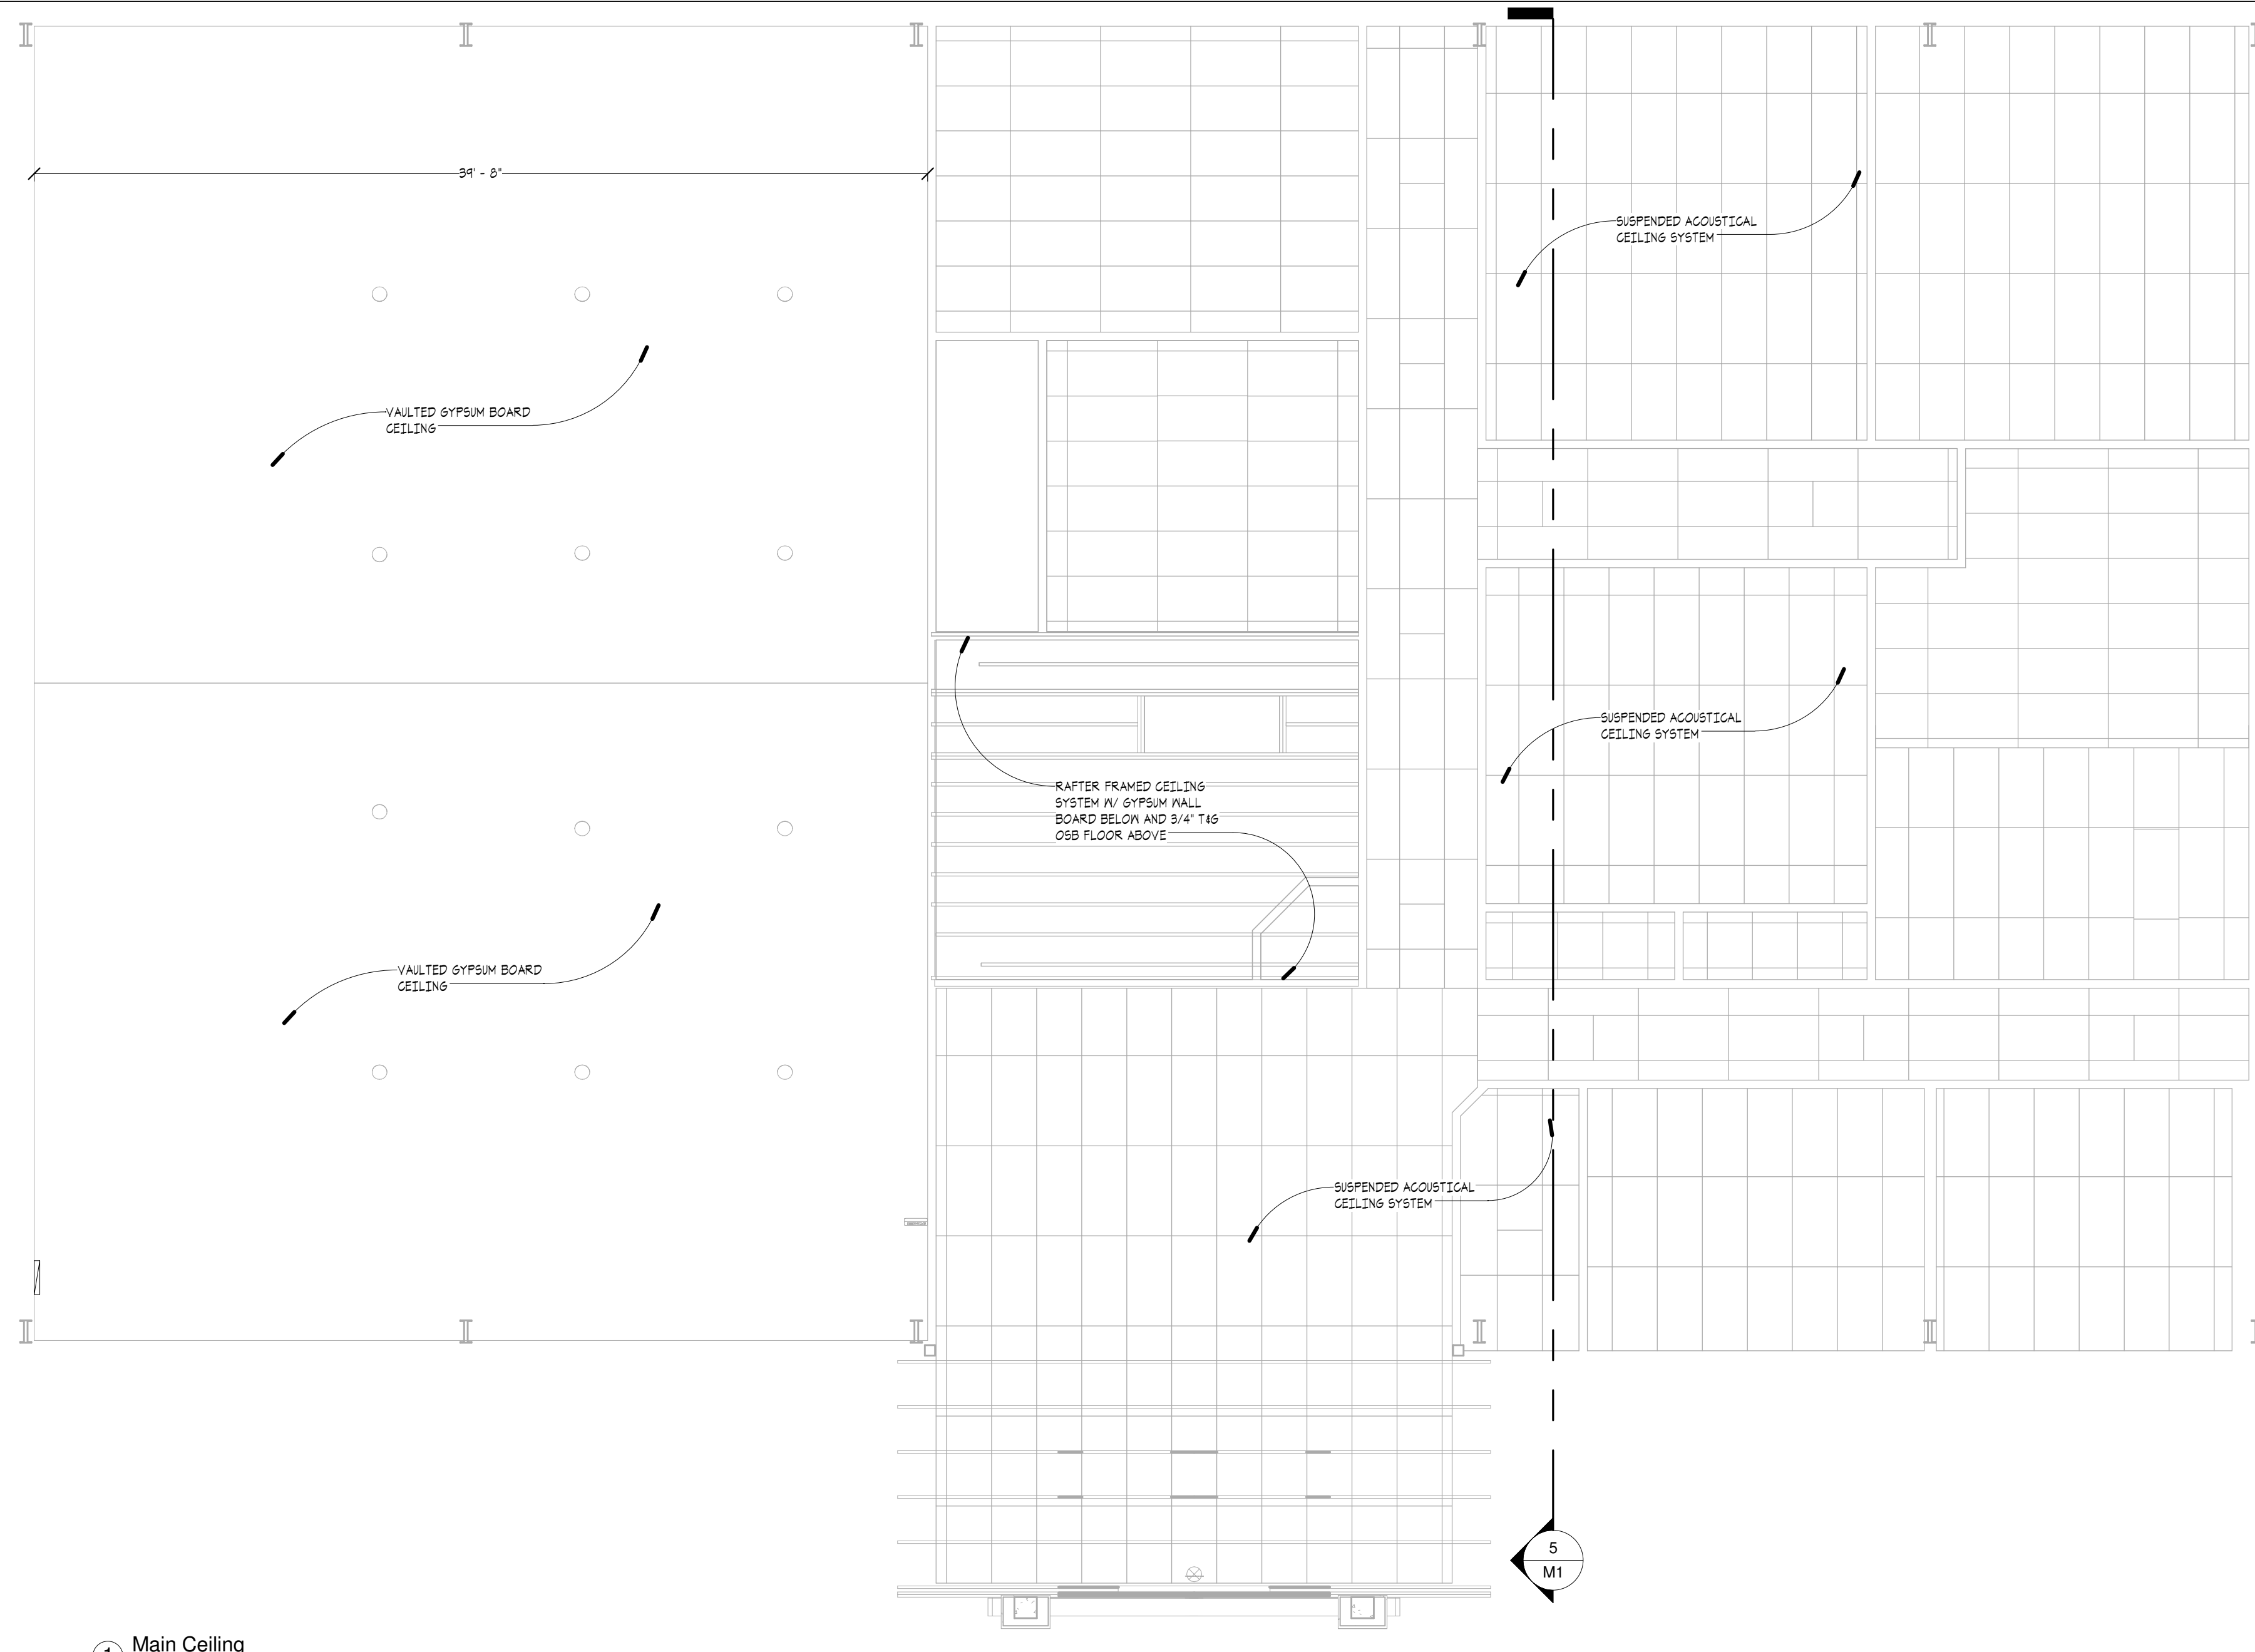 39' - 8"
SUSPENDED ACOUSTICAL
CEILING SYSTEM
VAULTED GYPSUM BOARD
CEILING
SUSPENDED ACOUSTICAL
CEILING SYSTEM
RAFTER FRAMED CEILING
SYSTEM W/ GYPSUM WALL
BOARD BELOW AND 3/4" T&G
OSB FLOOR ABOVE
VAULTED GYPSUM BOARD
CEILING
SUSPENDED ACOUSTICAL
CEILING SYSTEM
5
M1
1
Main Ceiling